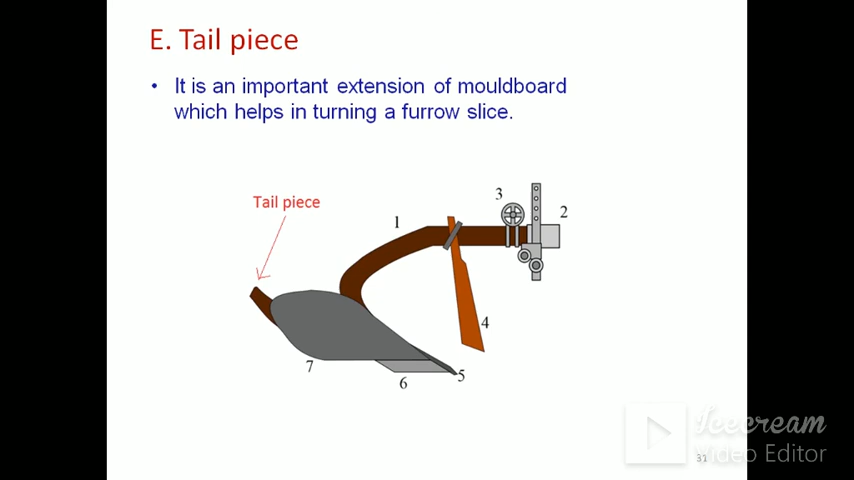 E. Tail piece
• It is an important extension of mouldboard
which helps in turning a furrow slice.
Tail piece
1
3
2
4
7
6
5
Icecream
Video Editor
31